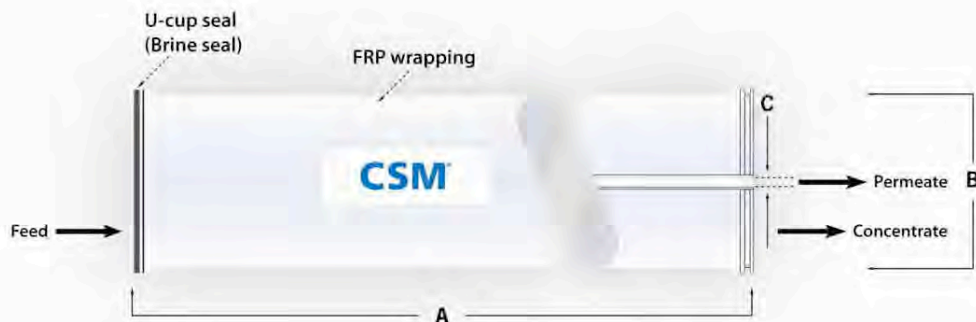 U-cup seal
(Brine seal)
FRP wrapping
C
CSM
Permeate
B
Feed
Concentrate
A